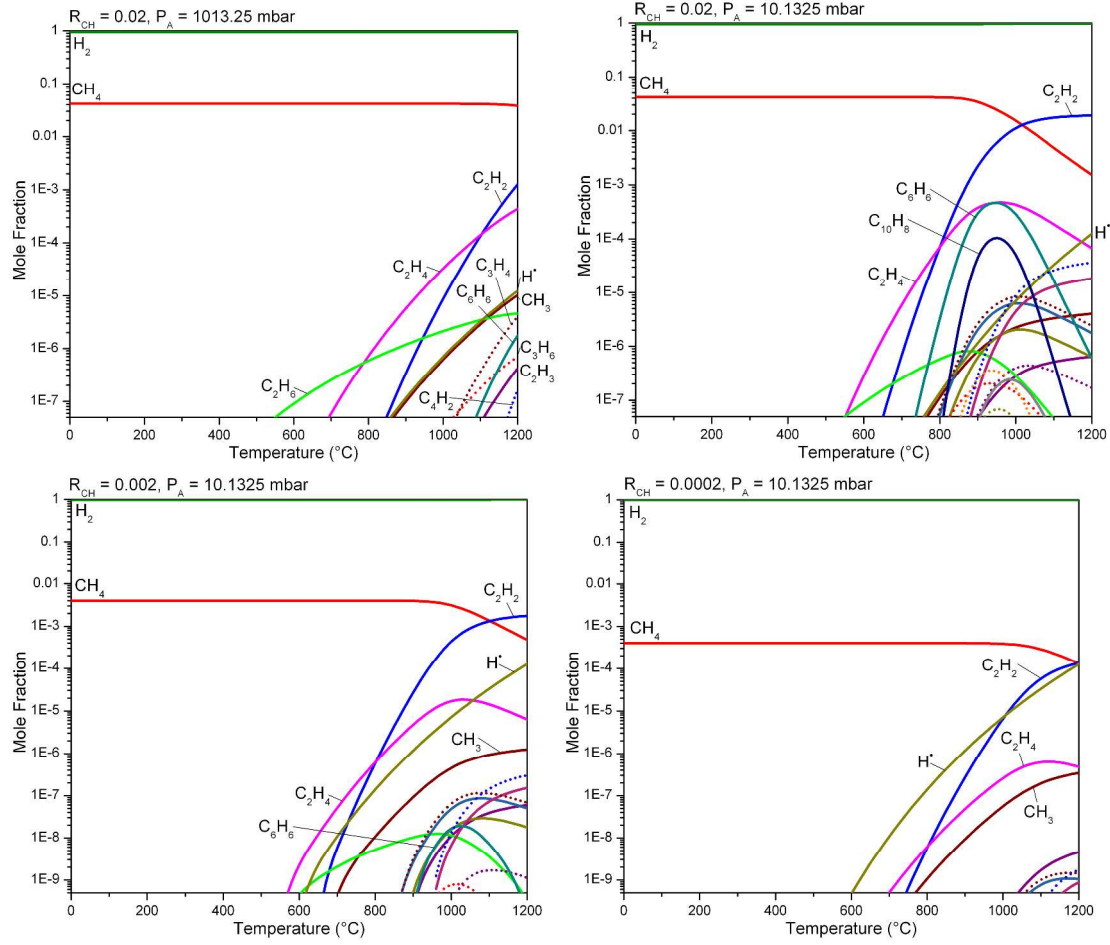 R_CH = 0.02, P_A = 1013.25 mbar
1
H₂
0.1
CH₄
0.01
Mole Fraction
1E-3
C₂H₂
1E-4
C₂H₄
C₃H₄
H•
1E-5
C₆H₆
CH₃
1E-6
C₂H₆
C₃H₆
C₂H₃
C₄H₂
1E-7
0 200 400 600 800 1000 1200
Temperature (°C)
R_CH = 0.02, P_A = 10.1325 mbar
1
H₂
0.1
CH₄
C₂H₂
0.01
Mole Fraction
1E-3
C₆H₆
C₁₀H₈
1E-4
H•
C₂H₄
1E-5
1E-6
1E-7
0 200 400 600 800 1000 1200
Temperature (°C)
R_CH = 0.002, P_A = 10.1325 mbar
1
H₂
0.1
0.01
CH₄
C₂H₂
1E-3
Mole Fraction
1E-4
H•
1E-5
1E-6
CH₃
1E-7
C₂H₄
1E-8
C₆H₆
1E-9
0 200 400 600 800 1000 1200
Temperature (°C)
R_CH = 0.0002, P_A = 10.1325 mbar
1
H₂
0.1
0.01
1E-3
CH₄
Mole Fraction
1E-4
C₂H₂
1E-5
C₂H₄
1E-6
H•
CH₃
1E-7
1E-8
1E-9
0 200 400 600 800 1000 1200
Temperature (°C)